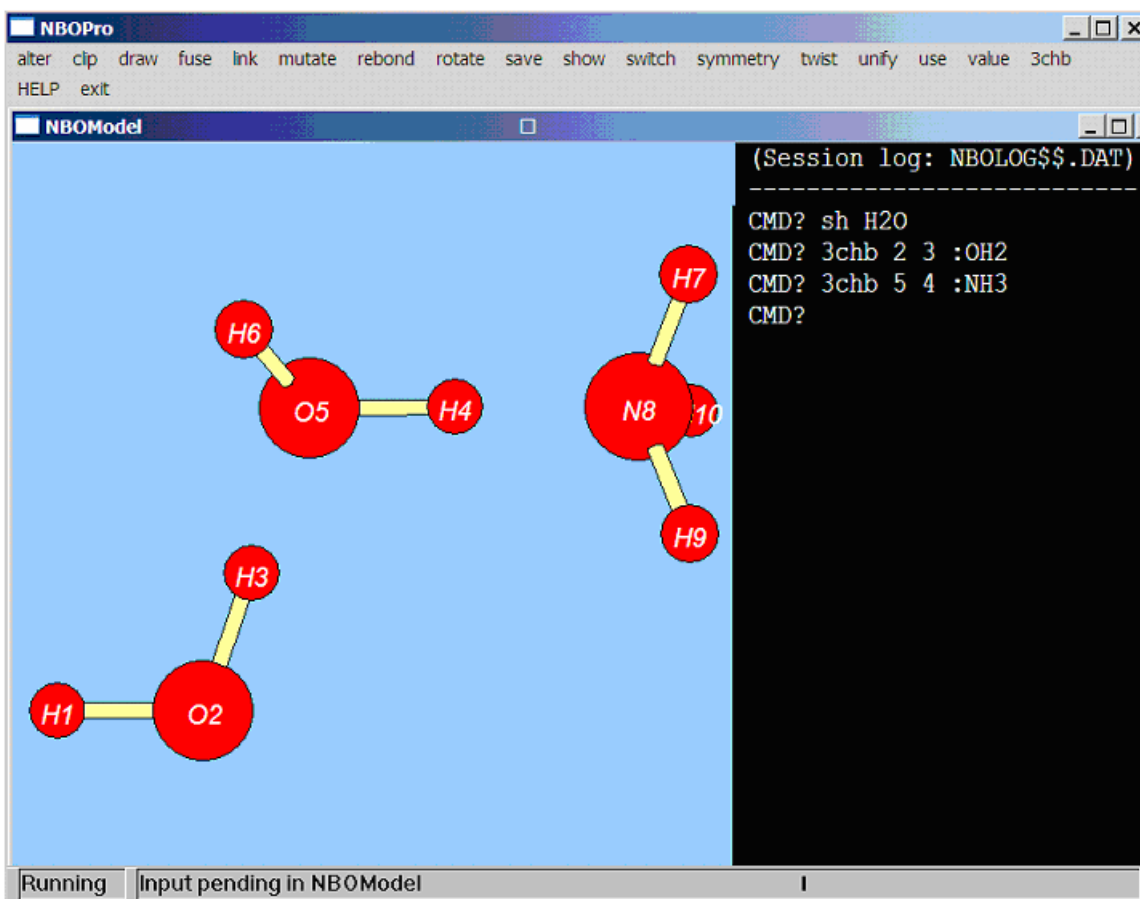 NBOPro
alter clip draw fuse link mutate rebond rotate save show switch symmetry twist unify use value 3chb
HELP exit
NBOModel
(Session log: NBOLOG$$.DAT)
---------------------------
CMD? sh H2O
CMD? 3chb 2 3 :OH2
CMD? 3chb 5 4 :NH3
CMD?
H7
H6
O5
H4
N8
10
H9
H3
H1
O2
Running
Input pending in NBOModel